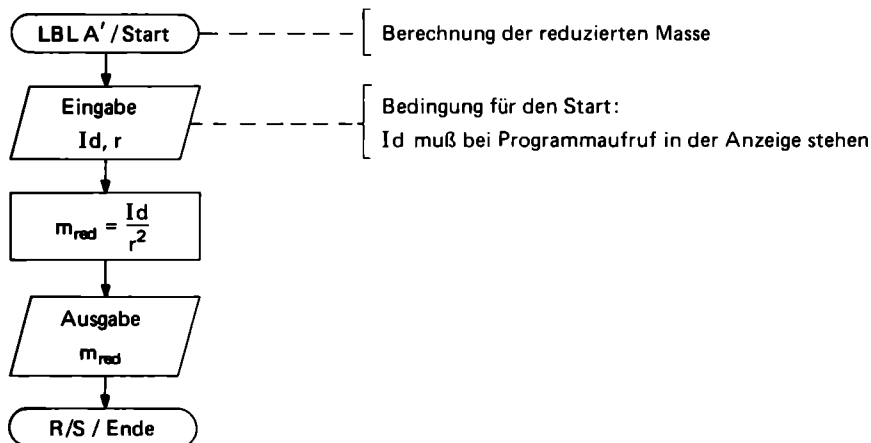 LBL A' / Start
Berechnung der reduzierten Masse
Eingabe
Id, r
Bedingung für den Start:
Id muß bei Programmaufruf in der Anzeige stehen
m_red = Id / r²
Ausgabe
m_red
R/S / Ende